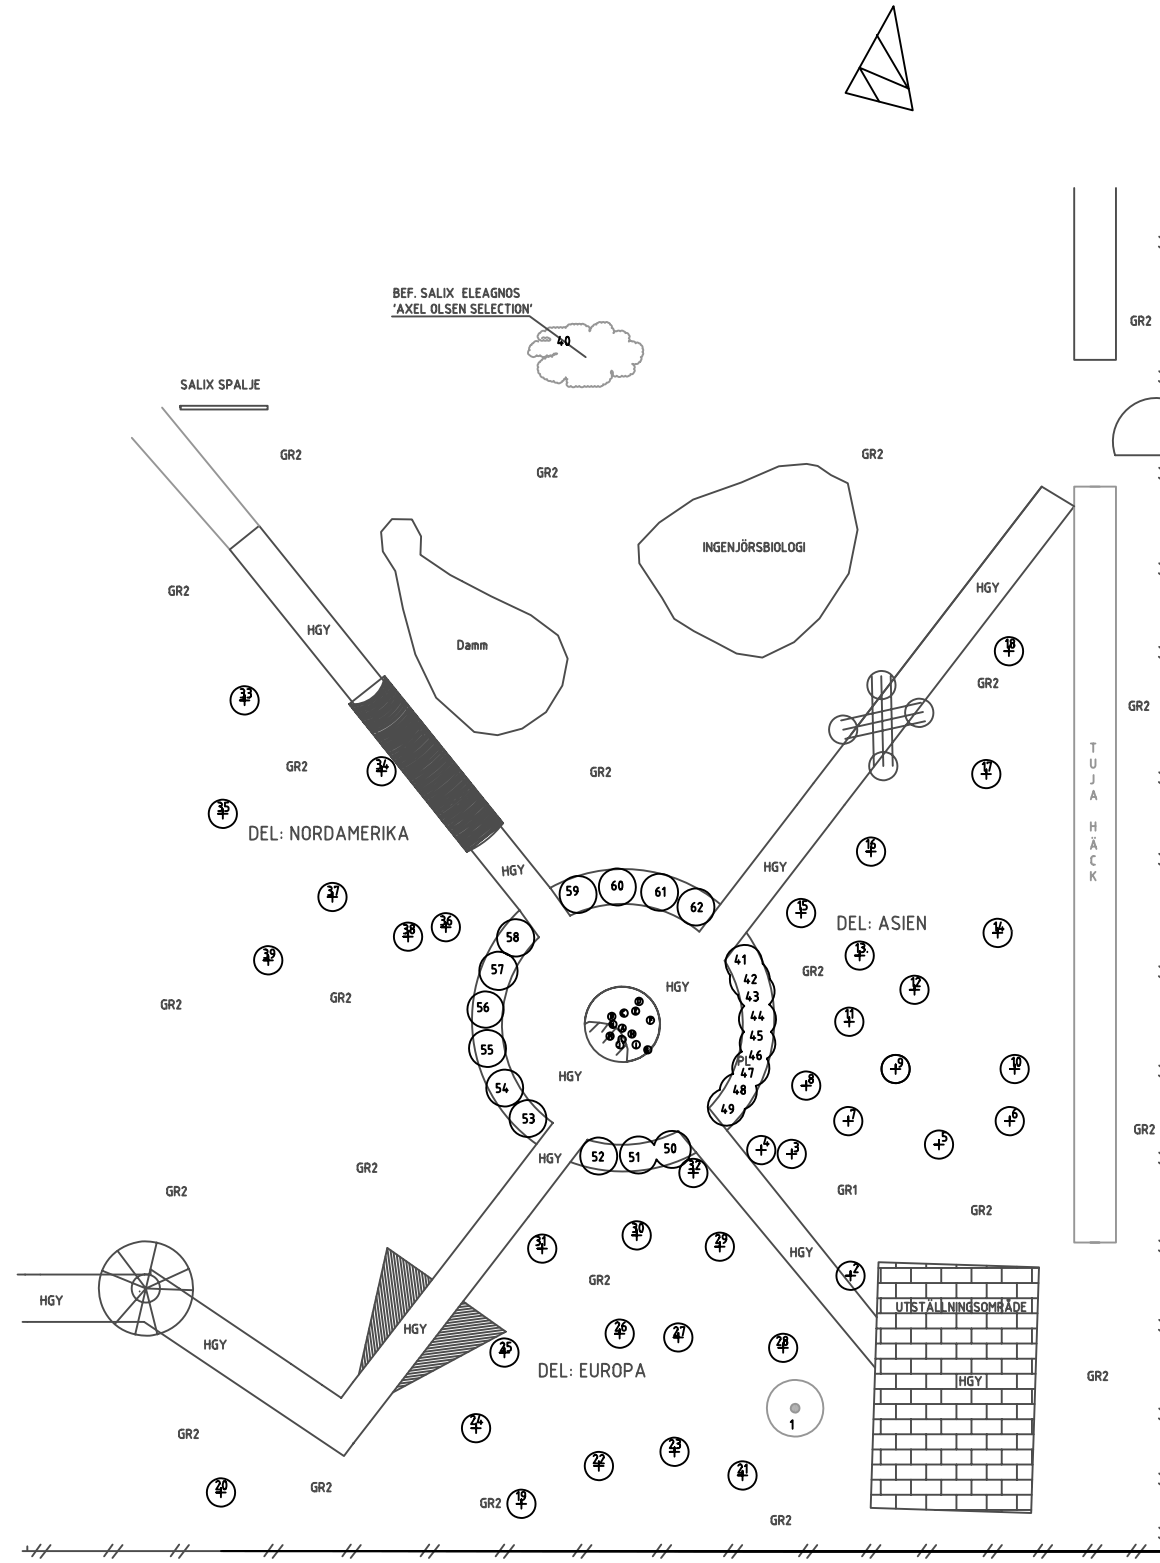 BEF. SALIX ELEAGNOS
'AXEL OLSEN SELECTION'
40
GR2
SALIX SPALJE
GR2
GR2
GR2
INGENJÖRSBIOLOGI
GR2
HGY
HGY
Damm
18
GR2
33
GR2
GR2
34
GR2
17
TUJA HÄCK
35
DEL: NORDAMERIKA
16
HGY
HGY
59
60
61
62
37
15
DEL: ASIEN
36
38
58
14
39
13
41
57
GR2
42
HGY
12
43
GR2
GR2
56
44
11
45
55
46
PL
47
9
10
HGY
8
54
48
49
53
7
6
GR2
5
4
3
50
51
52
HGY
32
GR2
GR2
GR1
GR2
30
31
29
HGY
2
GR2
HGY
UTSTÄLLNINGSOMRÅDE
HGY
HGY
26
27
28
25
DEL: EUROPA
GR2
HGY
1
24
GR2
23
22
21
20
GR2
GR2
19
GR2